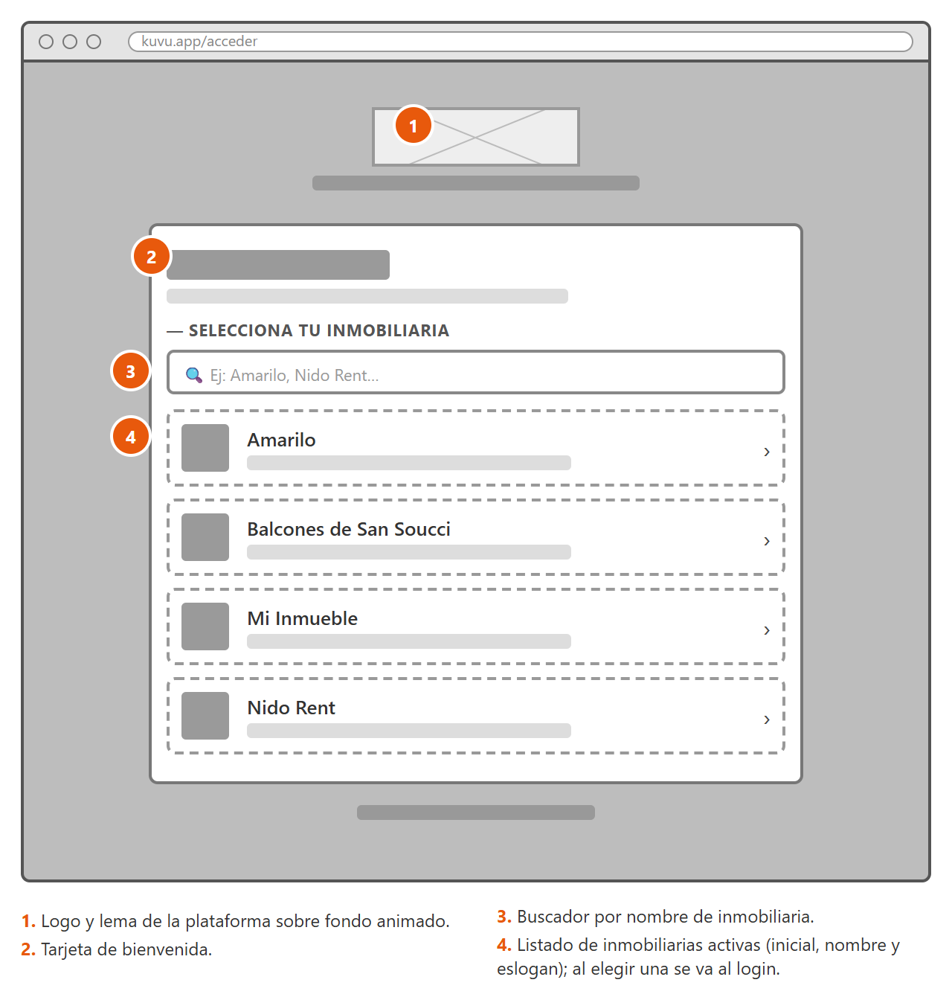 kuvu.app/acceder
1
2
— SELECCIONA TU INMOBILIARIA
3
Ej: Amarilo, Nido Rent...
4
Amarilo
›
Balcones de San Soucci
›
Mi Inmueble
›
Nido Rent
›
1. Logo y lema de la plataforma sobre fondo animado.
2. Tarjeta de bienvenida.
3. Buscador por nombre de inmobiliaria.
4. Listado de inmobiliarias activas (inicial, nombre y
eslogan); al elegir una se va al login.